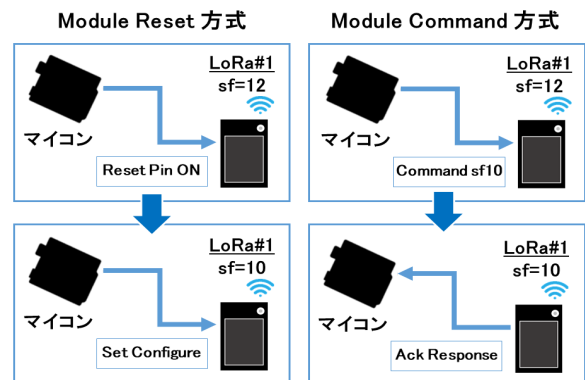 Module Reset 方式
LoRa#1
sf=12
マイコン
Reset Pin ON
LoRa#1
sf=10
マイコン
Set Configure
Module Command 方式
LoRa#1
sf=12
マイコン
Command sf10
LoRa#1
sf=10
マイコン
Ack Response